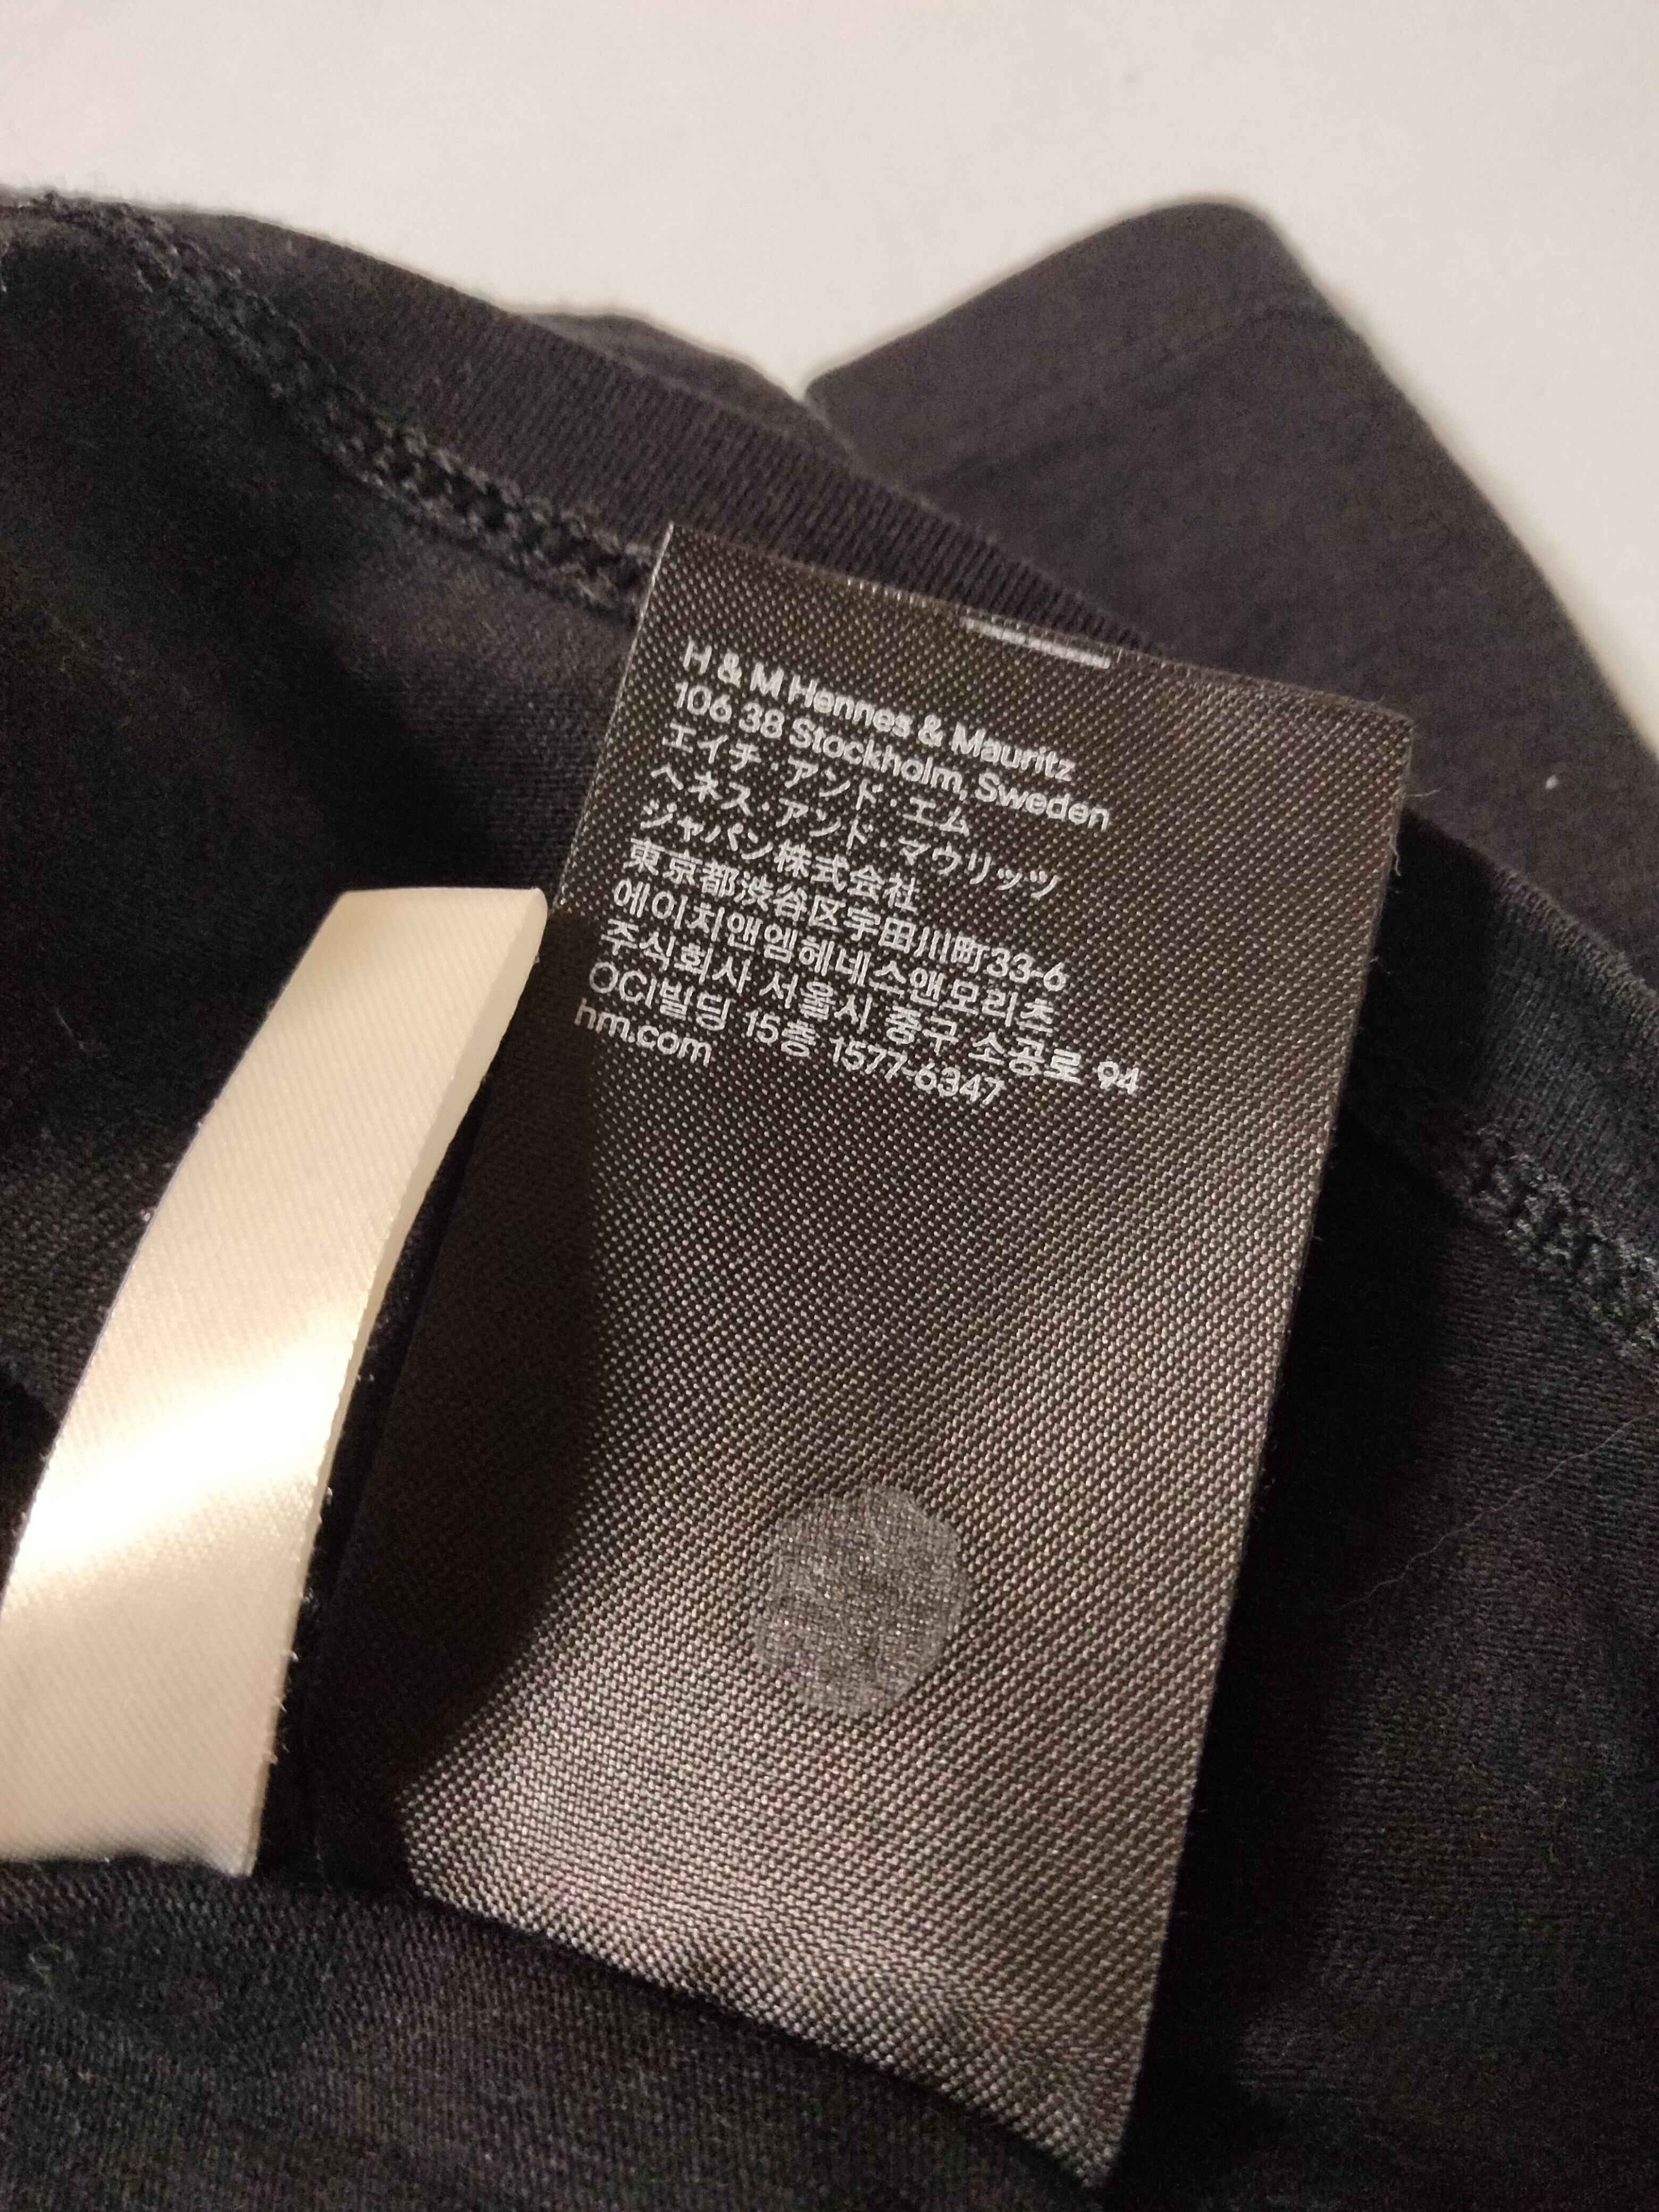 H & M Hennes & Mauritz
106 38 Stockholm, Sweden
エイチ・アンド・エム
ヘネス・アンド・マウリッツ
ジャパン株式会社
東京都渋谷区宇田川町33-6
에이치앤엠헤네스앤모리츠
주식회사 서울시 중구 소공로 94
OCI빌딩 15층 1577-6347
hm.com